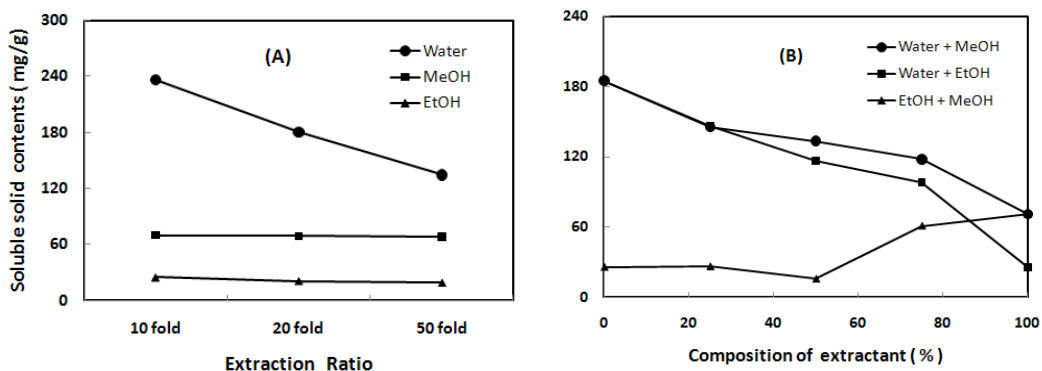 Soluble solid contents ( mg/g)
300
240
180
120
60
0
(A)
Water
MeOH
EtOH
10 fold
20 fold
50 fold
Extraction Ratio
240
180
120
60
0
(B)
Water + MeOH
Water + EtOH
EtOH + MeOH
0
20
40
60
80
100
Composition of extractant ( % )